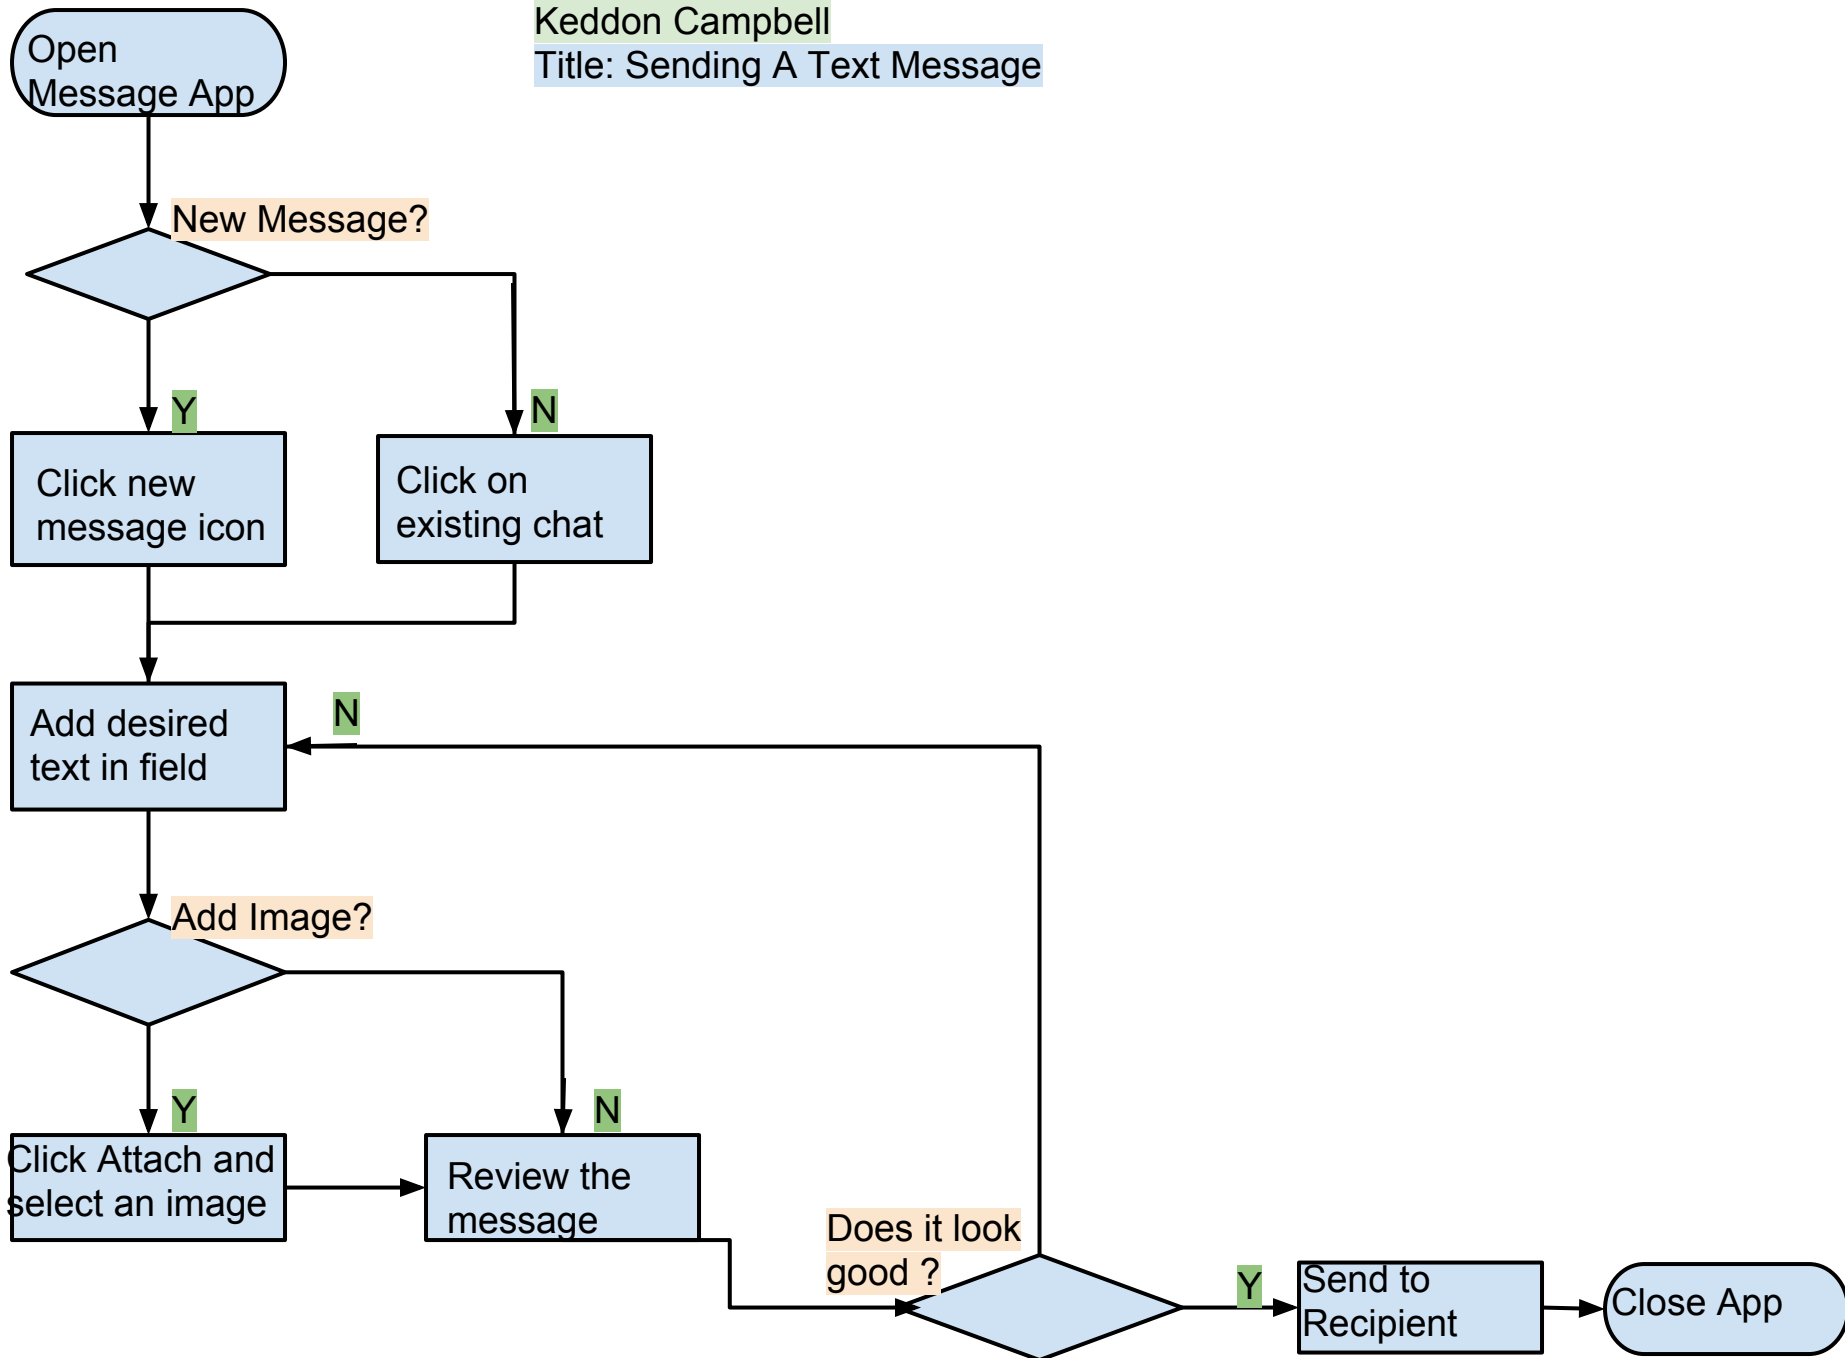 Keddon Campbell
Title: Sending A Text Message
Open
Message App
New Message?
Y
N
Click new
message icon
Click on
existing chat
Add desired
text in field
N
Add Image?
Y
N
Click Attach and
select an image
Review the
message
Does it look
good ?
Y
Send to
Recipient
Close App